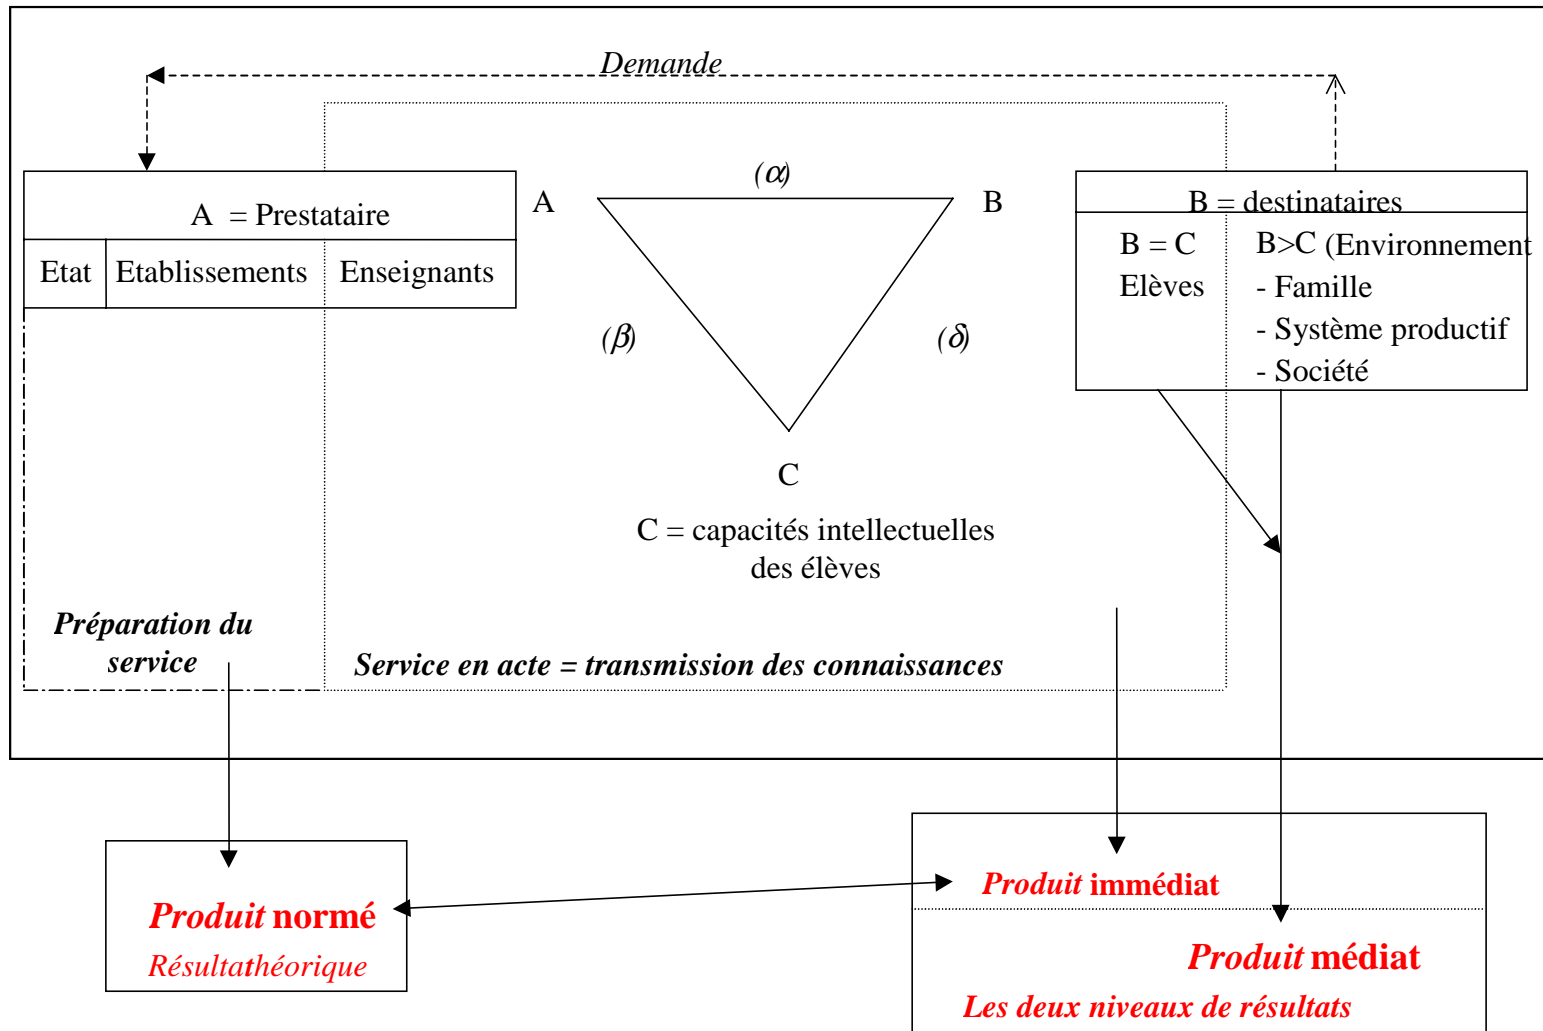 Demande
(α)
A = Prestataire
A
B
B = destinataires
Etat
Etablissements
Enseignants
B = C
Elèves
B>C (Environnement
- Famille
- Système productif
- Société
(β)
(δ)
C
C = capacités intellectuelles
des élèves
Préparation du
service
Service en acte = transmission des connaissances
Produit normé
Résultathéorique
Produit immédiat
Produit médiat
Les deux niveaux de résultats